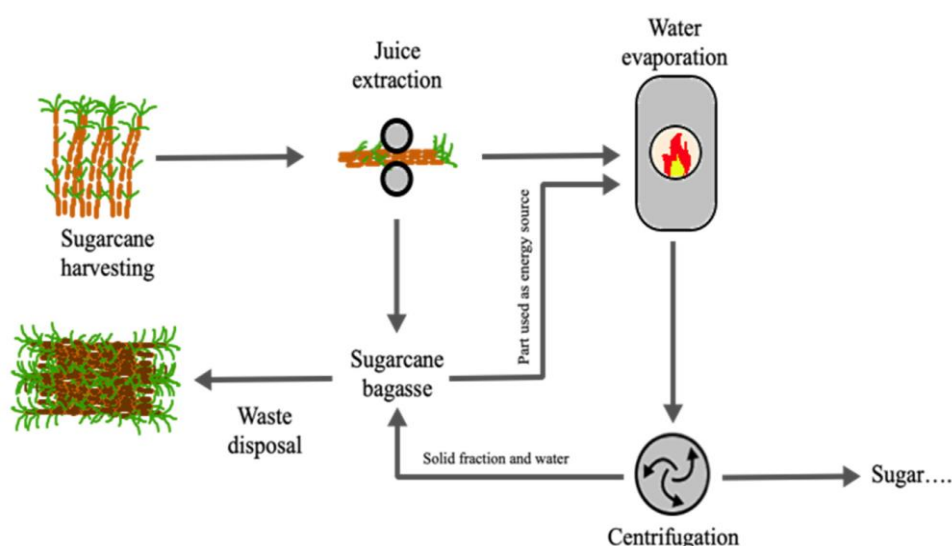 Water
evaporation
Juice
extraction
Sugarcane
harvesting
Part used as energy source
Sugarcane
bagasse
Waste
disposal
Solid fraction and water
Sugar....
Centrifugation